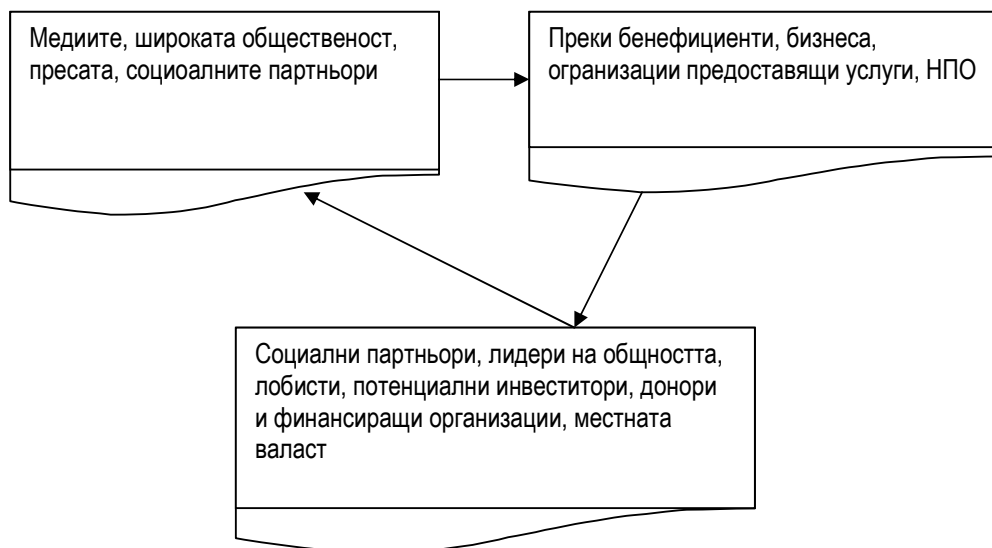 Медиите, широката общественост,
пресата, социоалните партньори
Преки бенефициенти, бизнеса,
огранизации предоставящи услуги, НПО
Социални партньори, лидери на общността,
лобисти, потенциални инвеститори, донори
и финансиращи организации, местната
валаст